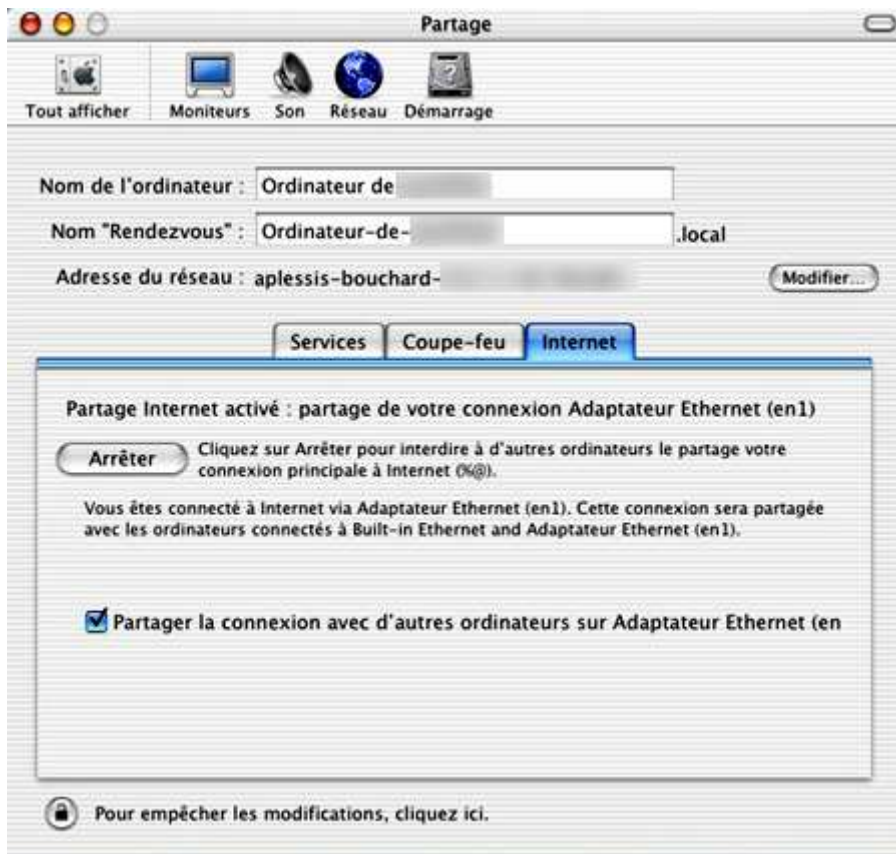 Partage
Tout afficher Moniteurs Son Réseau Démarrage
Nom de l'ordinateur : Ordinateur de
Nom "Rendezvous" : Ordinateur-de- .local
Adresse du réseau : aplessis-bouchard- Modifier...
Services Coupe-feu Internet
Partage Internet activé : partage de votre connexion Adaptateur Ethernet (en1)
Arrêter Cliquez sur Arrêter pour interdire à d'autres ordinateurs le partage votre
connexion principale à Internet (%@).
Vous êtes connecté à Internet via Adaptateur Ethernet (en1). Cette connexion sera partagée
avec les ordinateurs connectés à Built-in Ethernet and Adaptateur Ethernet (en1).
Partager la connexion avec d'autres ordinateurs sur Adaptateur Ethernet (en
Pour empêcher les modifications, cliquez ici.